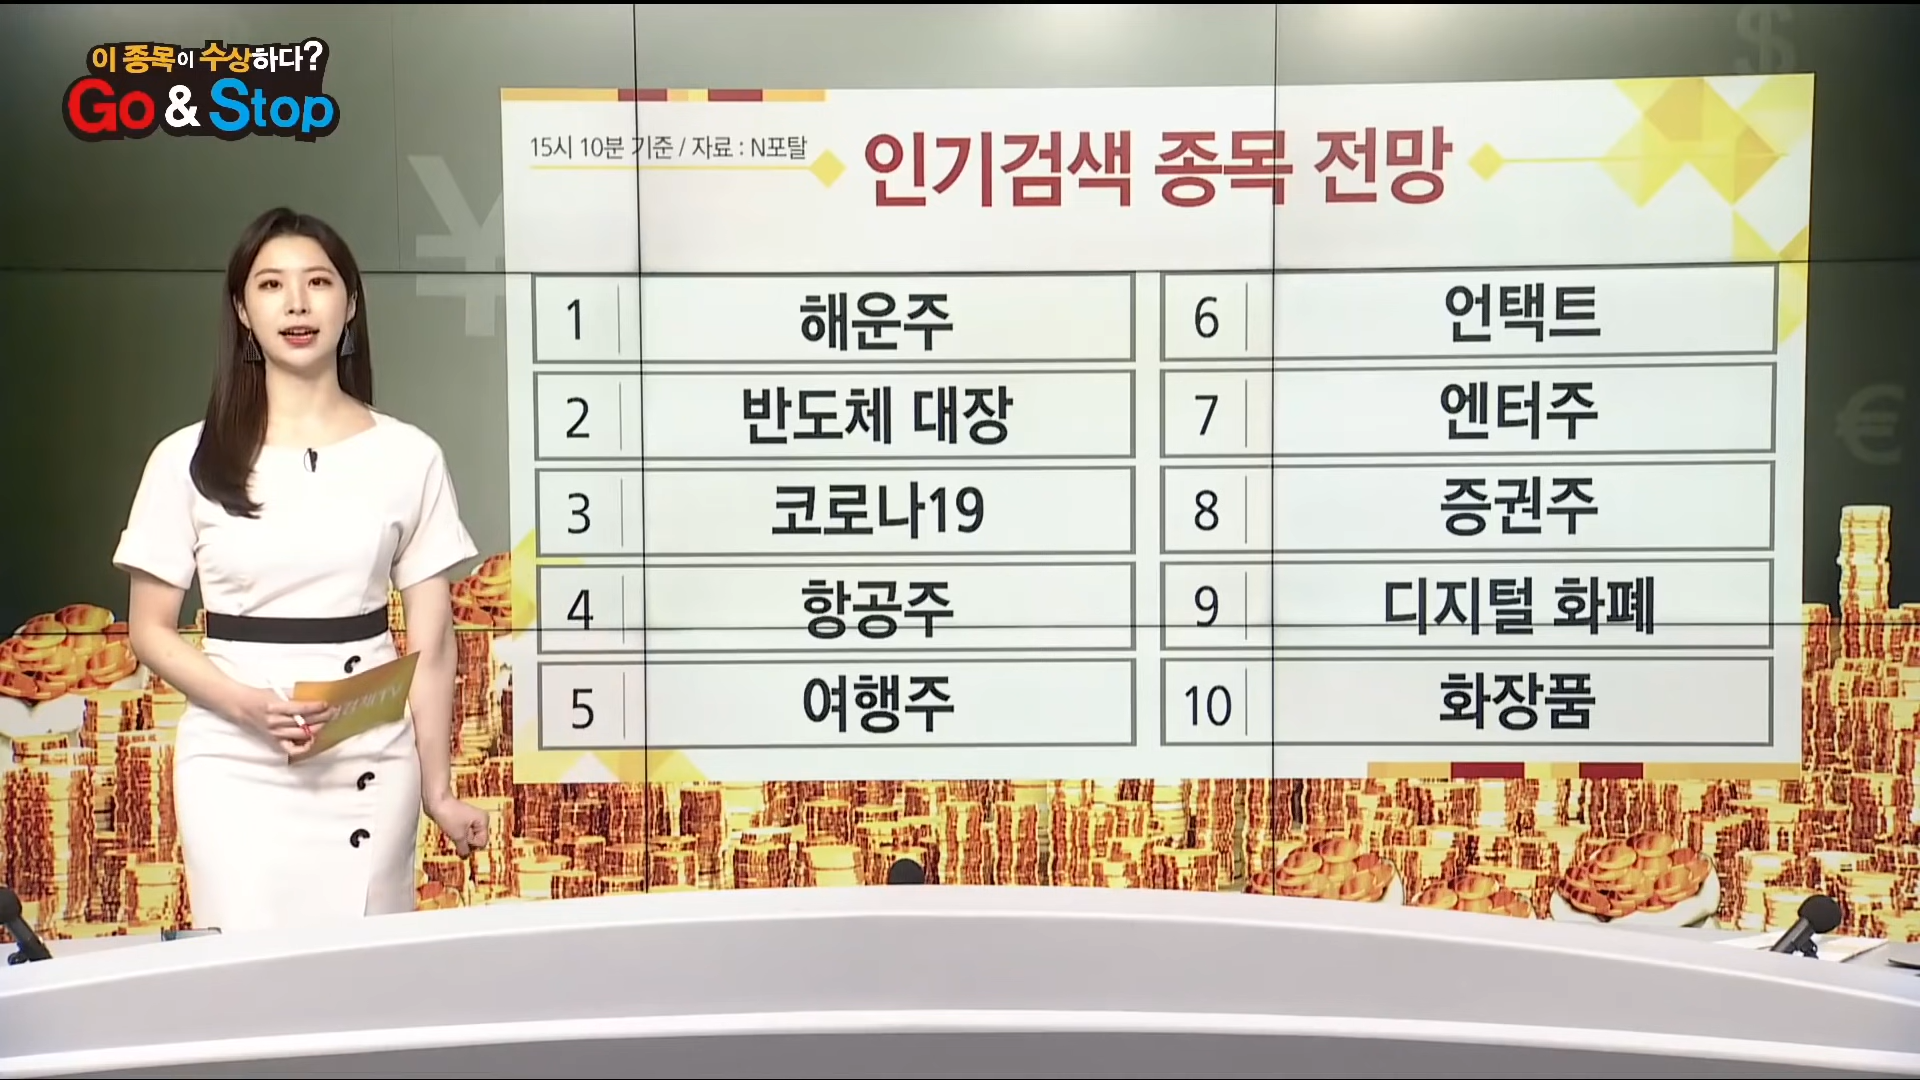 이 종목이 수상하다?
Go & Stop
15시 10분 기준 / 자료 : N포탈
인기검색 종목 전망
1 해운주
2 반도체 대장
3 코로나19
4 항공주
5 여행주
6 언택트
7 엔터주
8 증권주
9 디지털 화폐
10 화장품